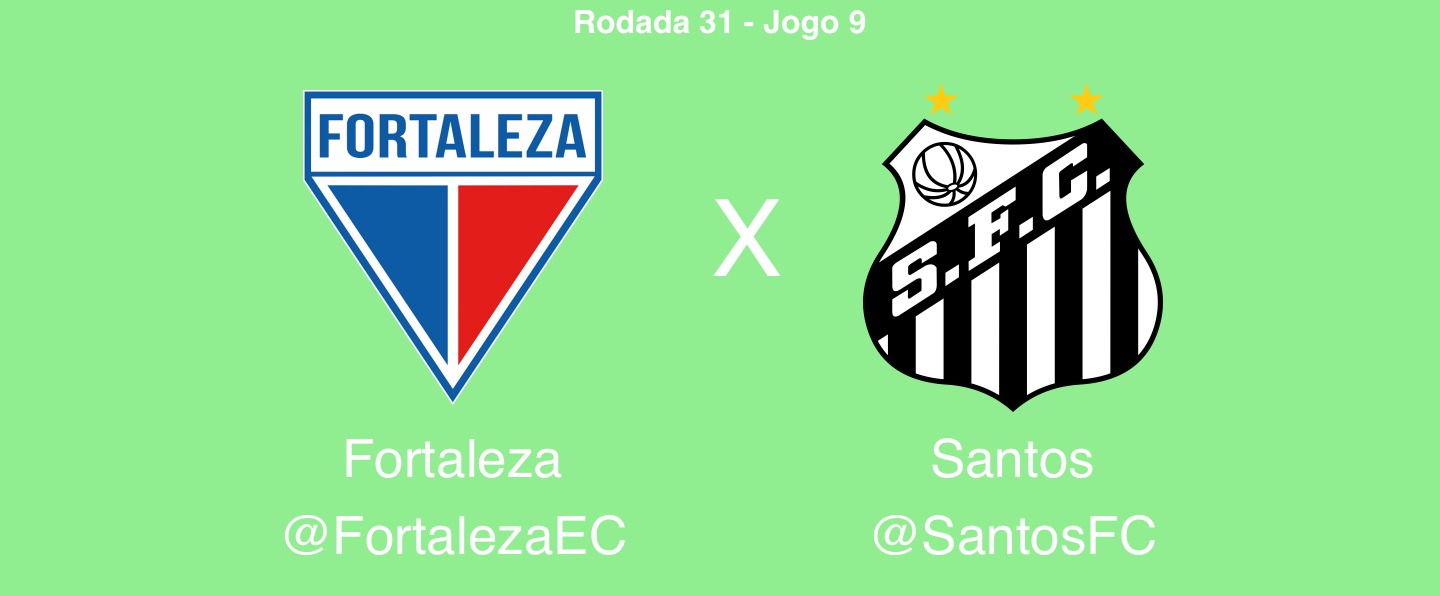 Rodada 31 - Jogo 9
FORTALEZA
S.F.C.
X
Fortaleza
Santos
@FortalezaEC
@SantosFC